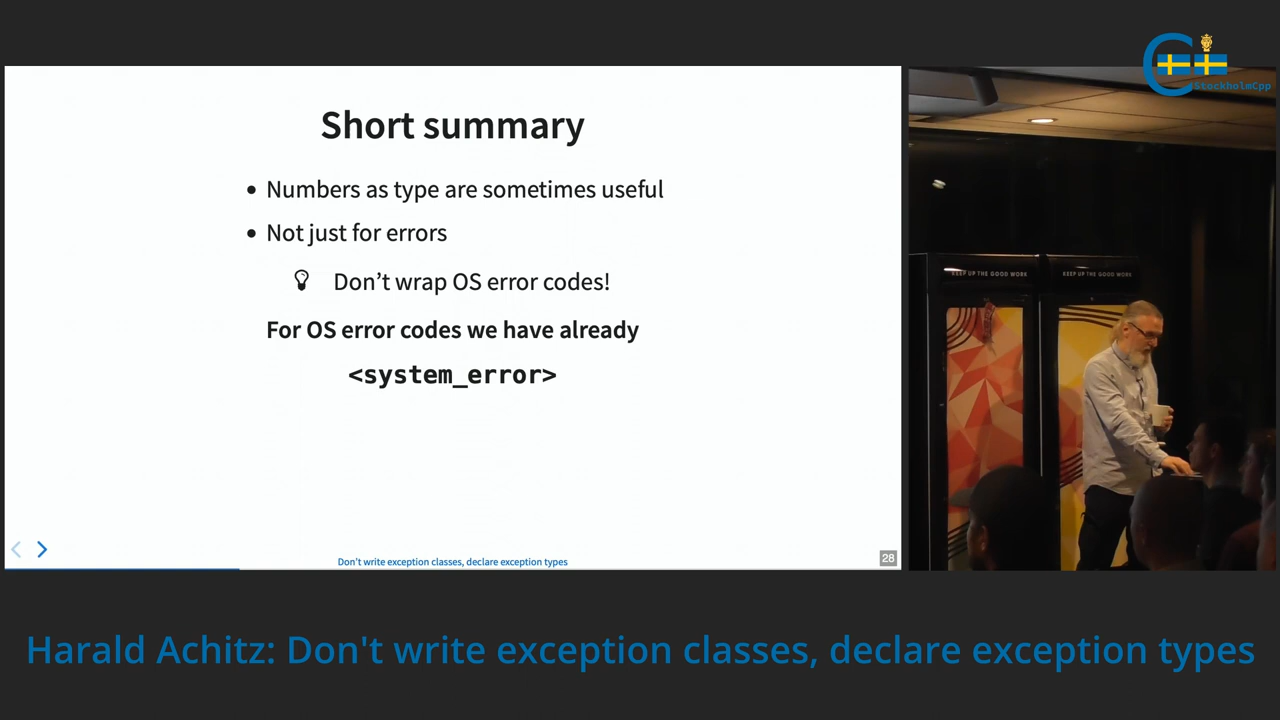 StockholmCpp
Short summary
• Numbers as type are sometimes useful
• Not just for errors
Don’t wrap OS error codes!
For OS error codes we have already
<system_error>
Don’t write exception classes, declare exception types
28
KEEP UP THE GOOD WORK
KEEP UP THE GOOD WORK
Harald Achitz: Don't write exception classes, declare exception types